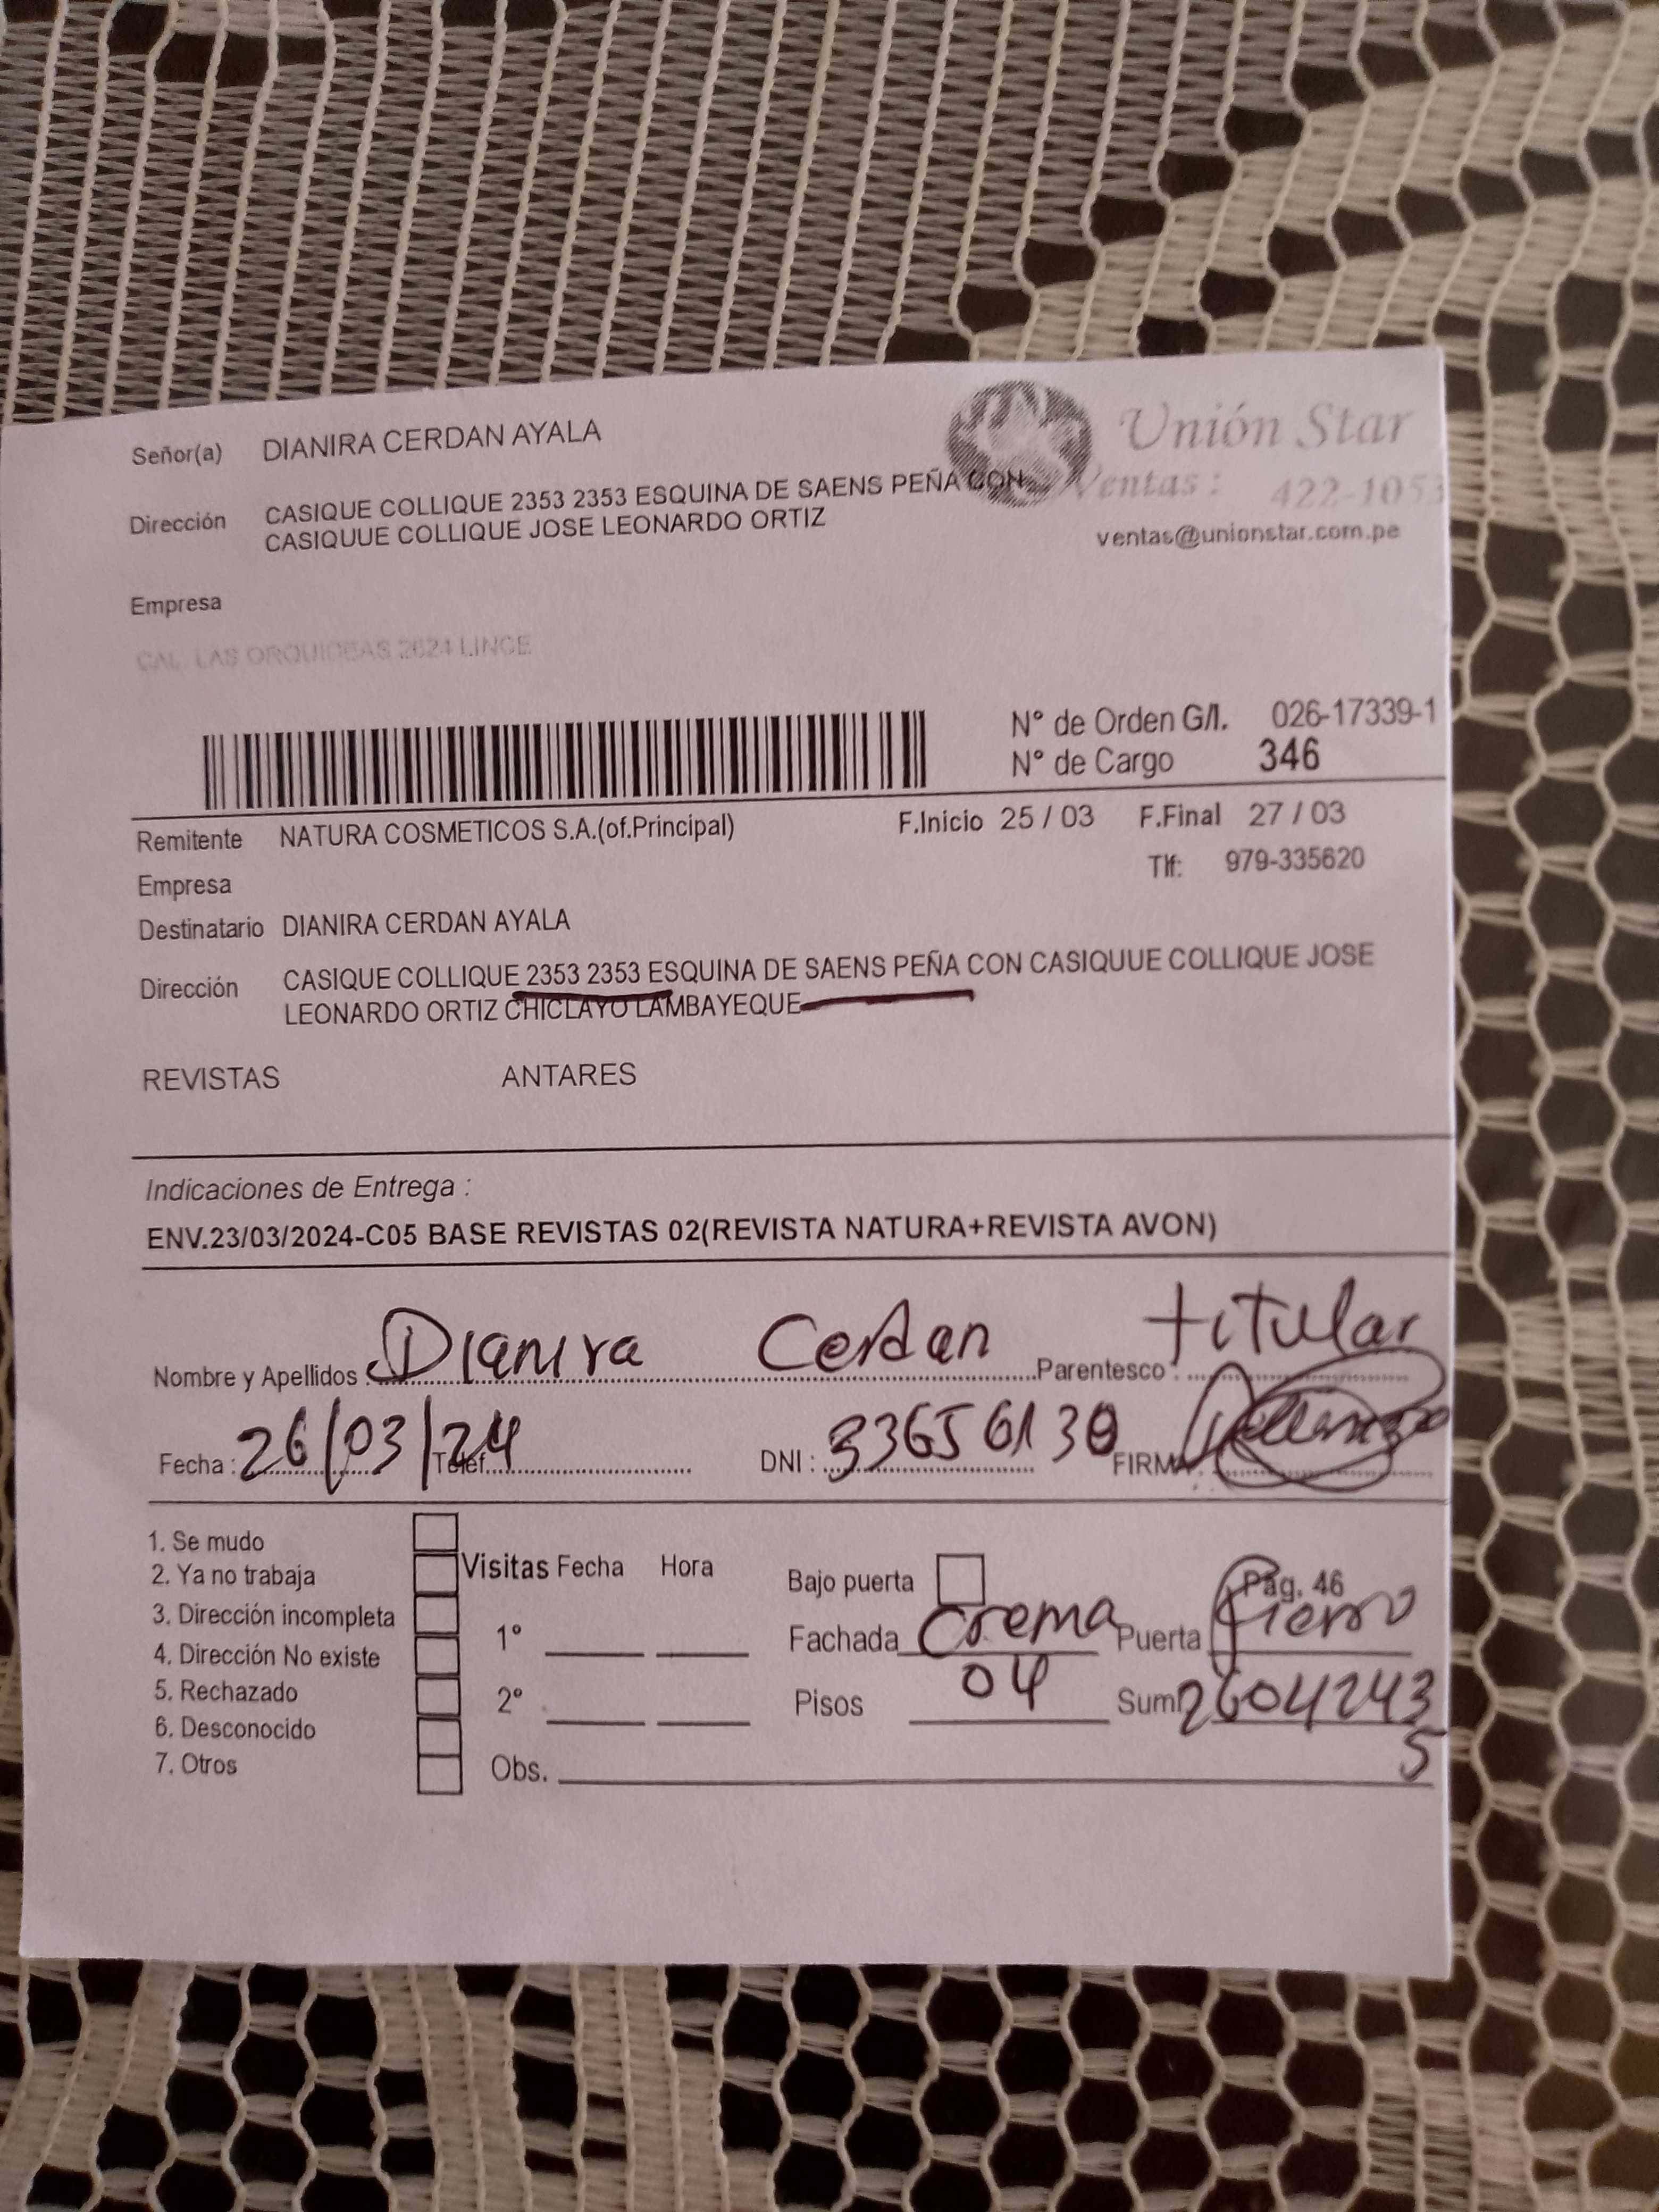 Señor(a) DIANIRA CERDAN AYALA
Unión Star
Ventas : 422-1053
Dirección CASIQUE COLLIQUE 2353 2353 ESQUINA DE SAENS PEÑA CON
CASIQUUE COLLIQUE JOSE LEONARDO ORTIZ
ventas@unionstar.com.pe
Empresa
CAL. LAS ORQUIDEAS 2624 LINCE
N° de Orden G/I. 026-17339-1
N° de Cargo 346
Remitente NATURA COSMETICOS S.A.(of.Principal) F.Inicio 25 / 03 F.Final 27 / 03
Empresa Tlf: 979-335620
Destinatario DIANIRA CERDAN AYALA
Dirección CASIQUE COLLIQUE 2353 2353 ESQUINA DE SAENS PEÑA CON CASIQUUE COLLIQUE JOSE
LEONARDO ORTIZ CHICLAYO LAMBAYEQUE
REVISTAS ANTARES
Indicaciones de Entrega :
ENV.23/03/2024-C05 BASE REVISTAS 02(REVISTA NATURA+REVISTA AVON)
Nombre y Apellidos : Dianira Cerdan Parentesco : titular
Fecha : 26/03/24 Telef. DNI : FIRMA :
1. Se mudo
2. Ya no trabaja Visitas Fecha Hora Bajo puerta Pág. 46
3. Dirección incompleta 1° Fachada Crema Puerta fierro
4. Dirección No existe
5. Rechazado 2° Pisos 04 Sum. 26042435
6. Desconocido
7. Otros Obs.